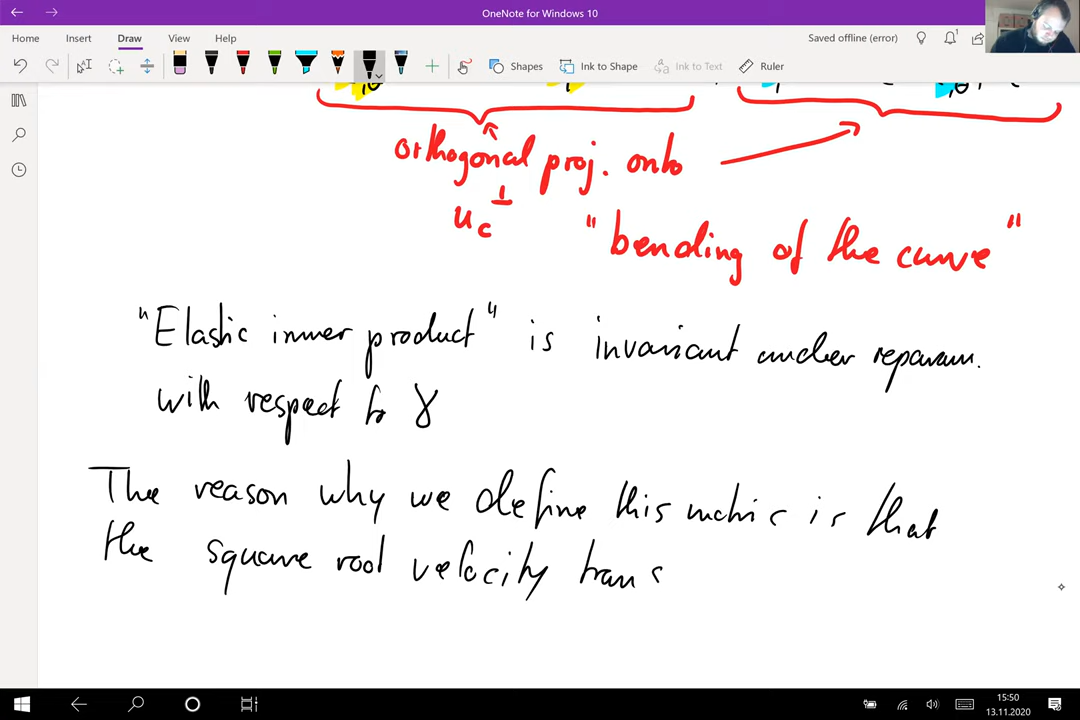 OneNote for Windows 10
Home Insert Draw View Help
Saved offline (error)
Shapes Ink to Shape Ink to Text Ruler
orthogonal proj. onto
u_c^⊥
"bending of the curve"
"Elastic inner product" is invariant under reparam.
with respect to γ
The reason why we define this metric is that
the square root velocity trans
15:50
13.11.2020